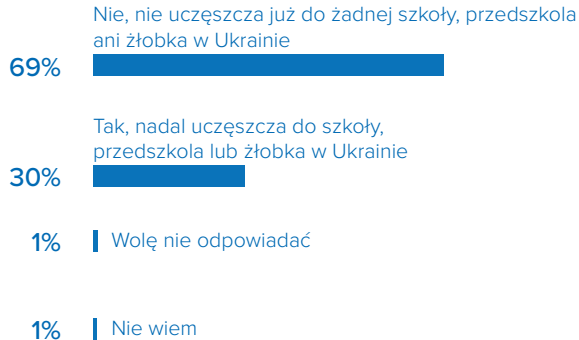 Nie, nie uczęszcza już do żadnej szkoły, przedszkola
ani żłobka w Ukrainie
69%
Tak, nadal uczęszcza do szkoły,
przedszkola lub żłobka w Ukrainie
30%
1% Wolę nie odpowiadać
1% Nie wiem